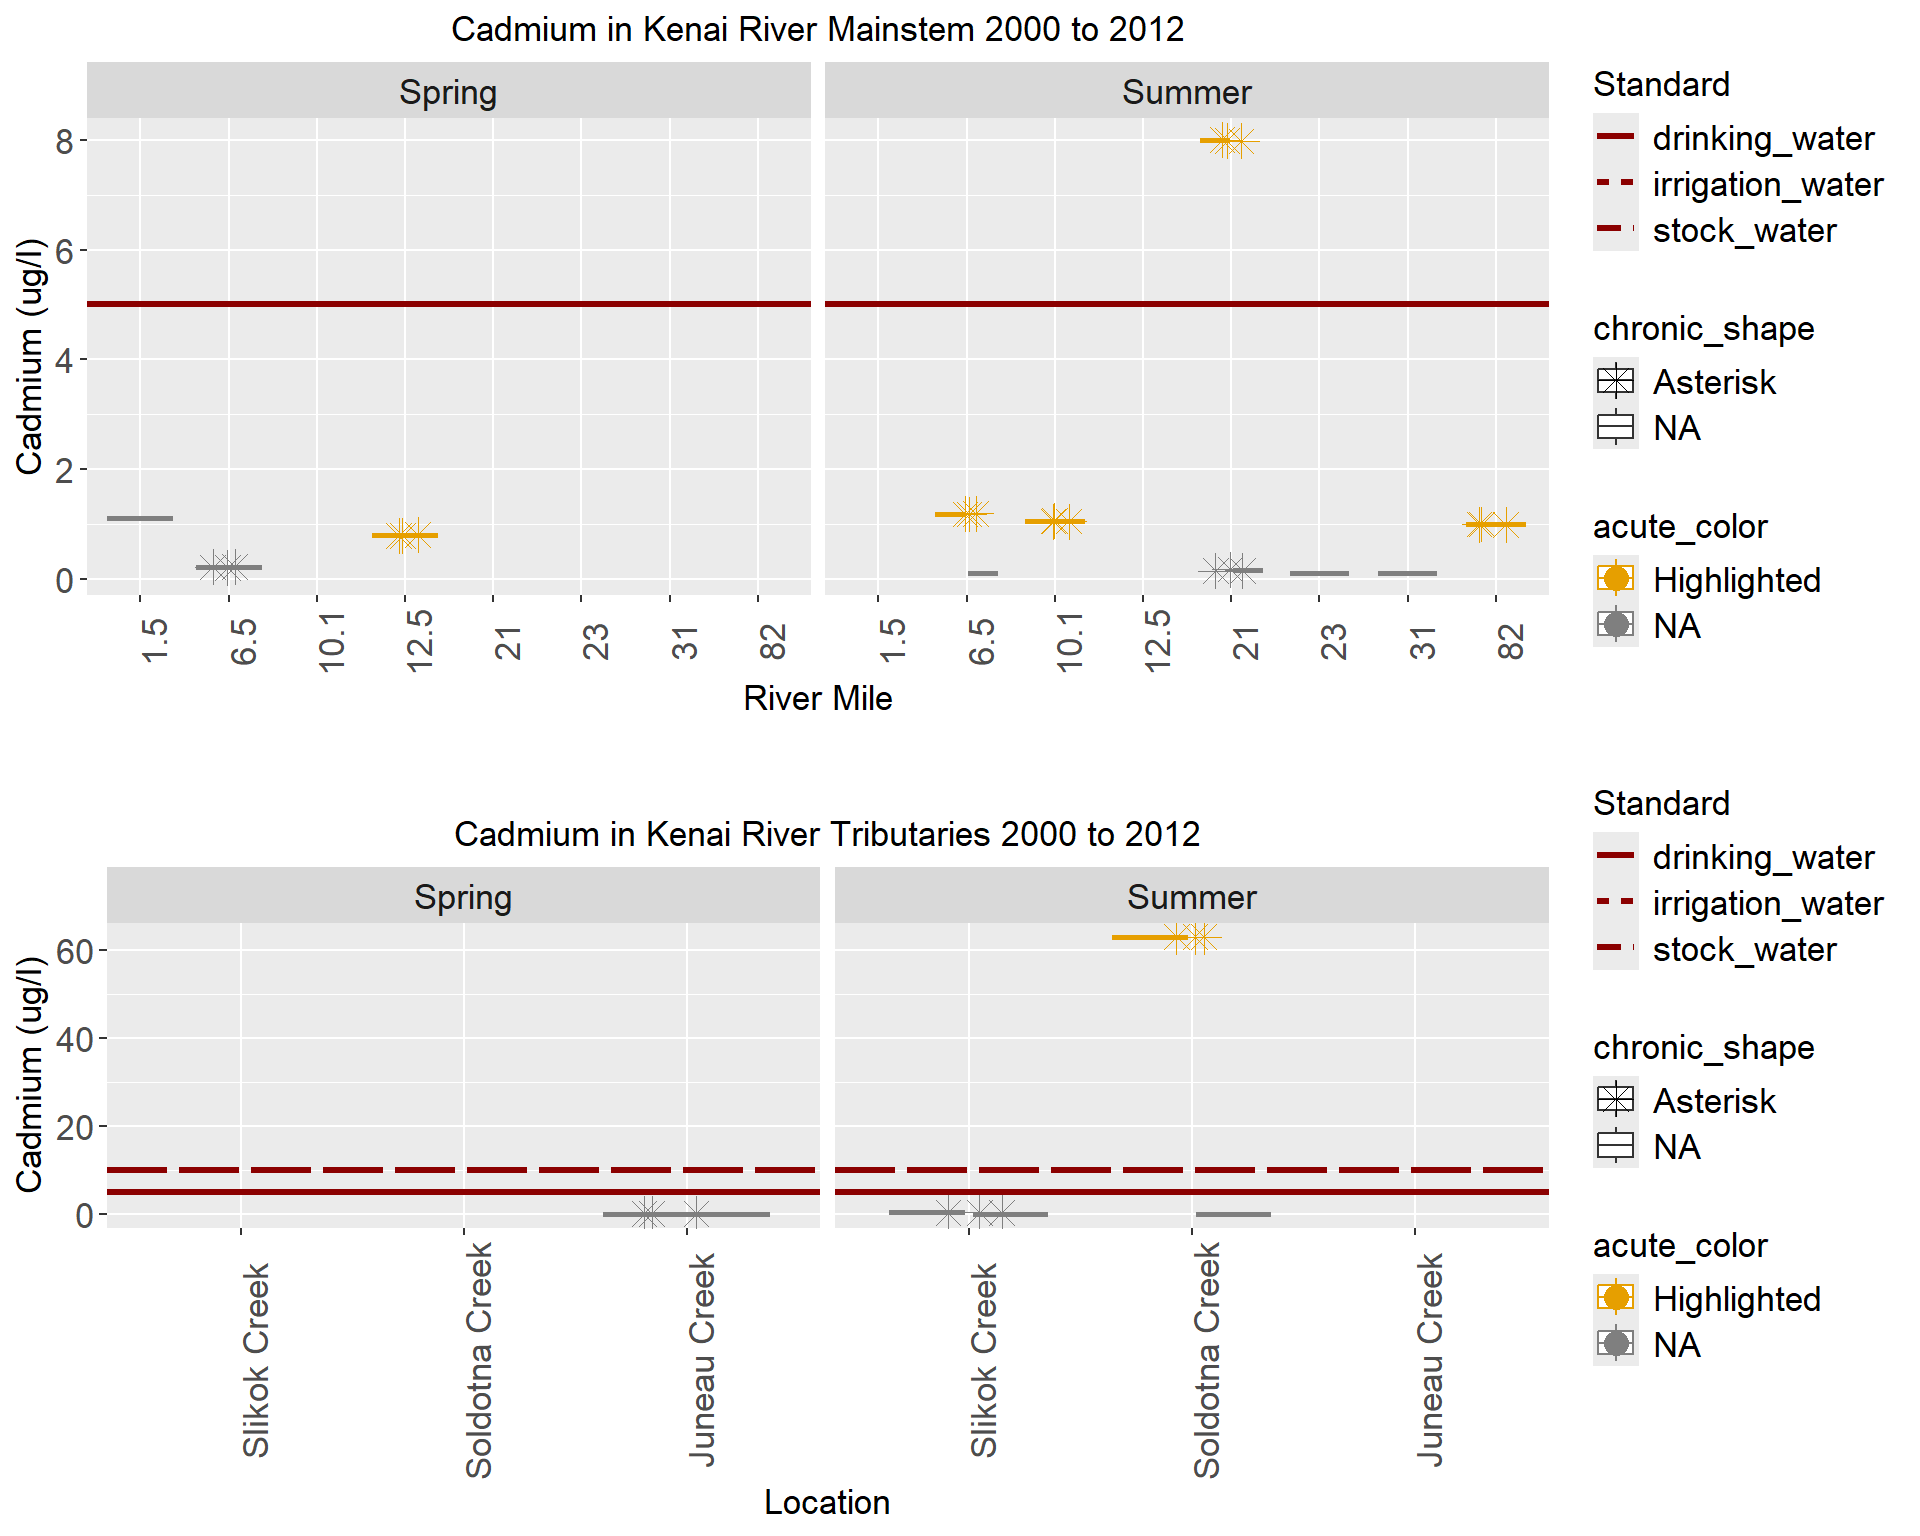 Cadmium in Kenai River Mainstem 2000 to 2012
Spring
Summer
Cadmium (ug/l)
8
6
4
2
0
1.5
6.5
10.1
12.5
21
23
31
82
1.5
6.5
10.1
12.5
21
23
31
82
River Mile
Standard
drinking_water
irrigation_water
stock_water
chronic_shape
Asterisk
NA
acute_color
Highlighted
NA
Cadmium in Kenai River Tributaries 2000 to 2012
Spring
Summer
Cadmium (ug/l)
60
40
20
0
Slikok Creek
Soldotna Creek
Juneau Creek
Slikok Creek
Soldotna Creek
Juneau Creek
Location
Standard
drinking_water
irrigation_water
stock_water
chronic_shape
Asterisk
NA
acute_color
Highlighted
NA